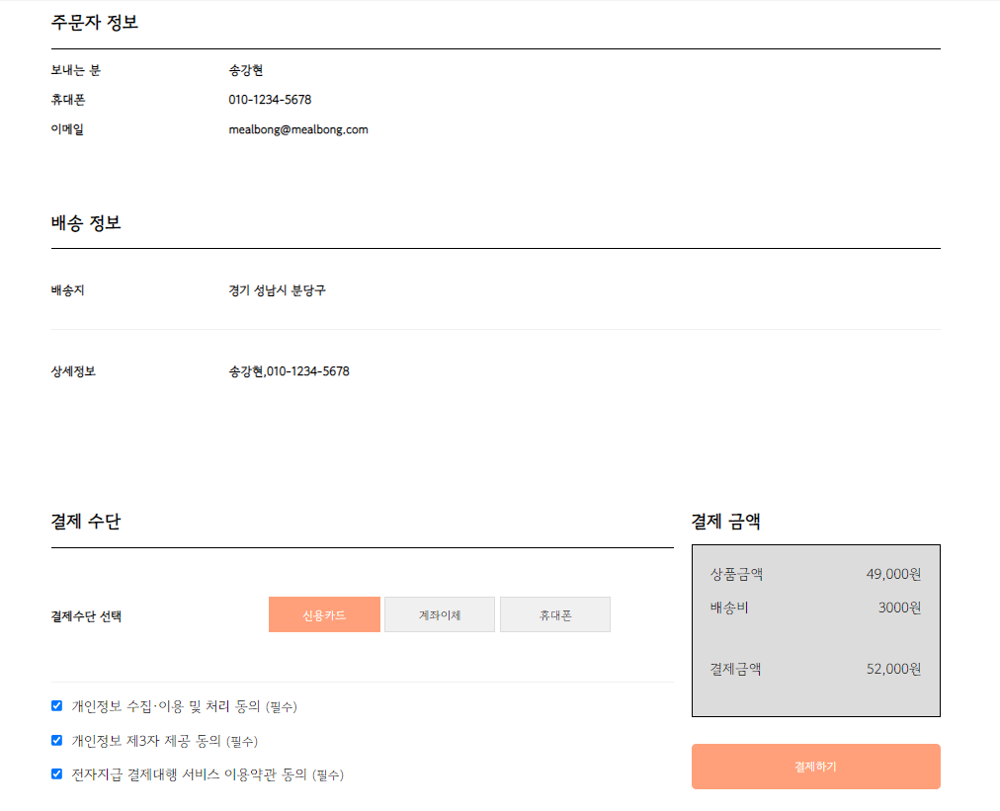 주문자 정보
보내는 분 송강현
휴대폰 010-1234-5678
이메일 mealbong@mealbong.com
배송 정보
배송지 경기 성남시 분당구
상세정보 송강현,010-1234-5678
결제 수단
결제수단 선택 신용카드 계좌이체 휴대폰
개인정보 수집·이용 및 처리 동의 (필수)
개인정보 제3자 제공 동의 (필수)
전자지급 결제대행 서비스 이용약관 동의 (필수)
결제 금액
상품금액 49,000원
배송비 3000원
결제금액 52,000원
결제하기